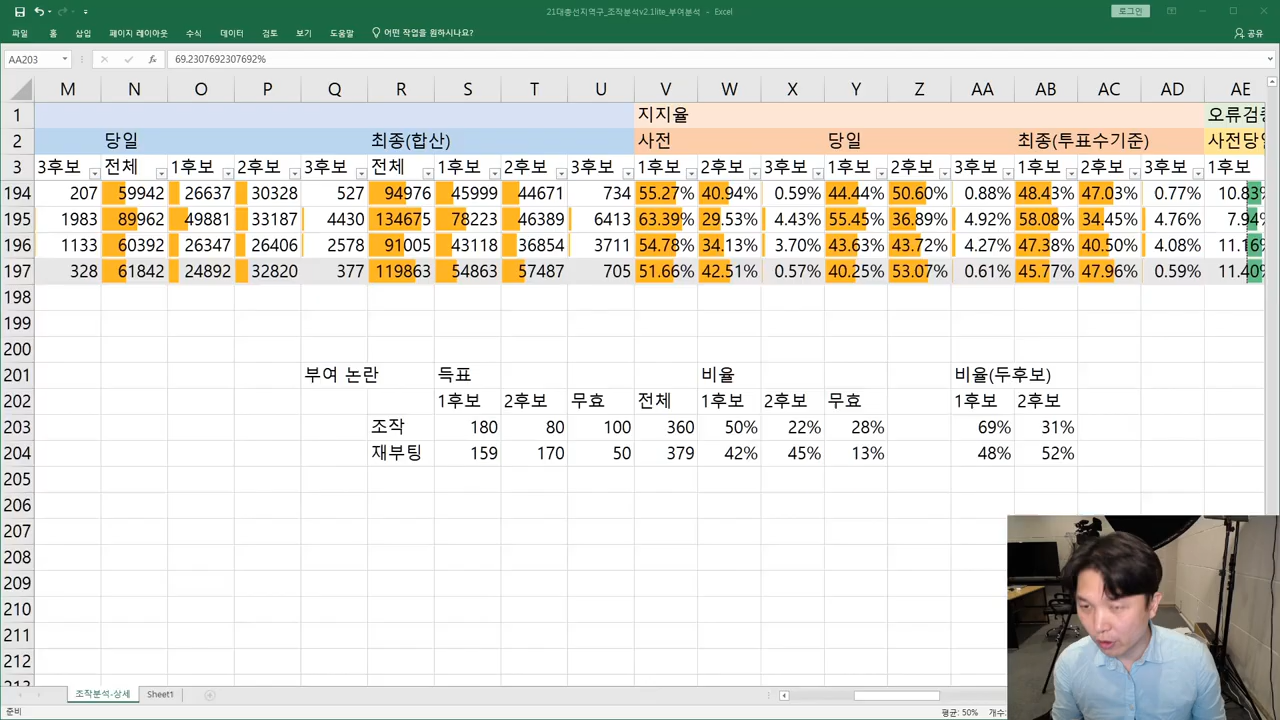 21대총선지역구_조작분석v2.1lite_부여분석 - Excel
로그인
파일 홈 삽입 페이지 레이아웃 수식 데이터 검토 보기 도움말 어떤 작업을 원하시나요? 공유
AA203 fx 69.2307692307692%
M N O P Q R S T U V W X Y Z AA AB AC AD AE
1 지지율 오류검증
2 당일 최종(합산) 사전 당일 최종(투표수기준) 사전당일
3 3후보 전체 1후보 2후보 3후보 전체 1후보 2후보 3후보 1후보 2후보 3후보 1후보 2후보 3후보 1후보 2후보 3후보 1후보
194 207 59942 26637 30328 527 94976 45999 44671 734 55.27% 40.94% 0.59% 44.44% 50.60% 0.88% 48.43% 47.03% 0.77% 10.83%
195 1983 89962 49881 33187 4430 134675 78223 46389 6413 63.39% 29.53% 4.43% 55.45% 36.89% 4.92% 58.08% 34.45% 4.76% 7.94%
196 1133 60392 26347 26406 2578 91005 43118 36854 3711 54.78% 34.13% 3.70% 43.63% 43.72% 4.27% 47.38% 40.50% 4.08% 11.16%
197 328 61842 24892 32820 377 119863 54863 57487 705 51.66% 42.51% 0.57% 40.25% 53.07% 0.61% 45.77% 47.96% 0.59% 11.40%
198
199
200
201 부여 논란 득표 비율 비율(두후보)
202 1후보 2후보 무효 전체 1후보 2후보 무효 1후보 2후보
203 조작 180 80 100 360 50% 22% 28% 69% 31%
204 재부팅 159 170 50 379 42% 45% 13% 48% 52%
205
206
207
208
209
210
211
212
213
조작분석-상세 Sheet1
준비 평균: 50% 개수: